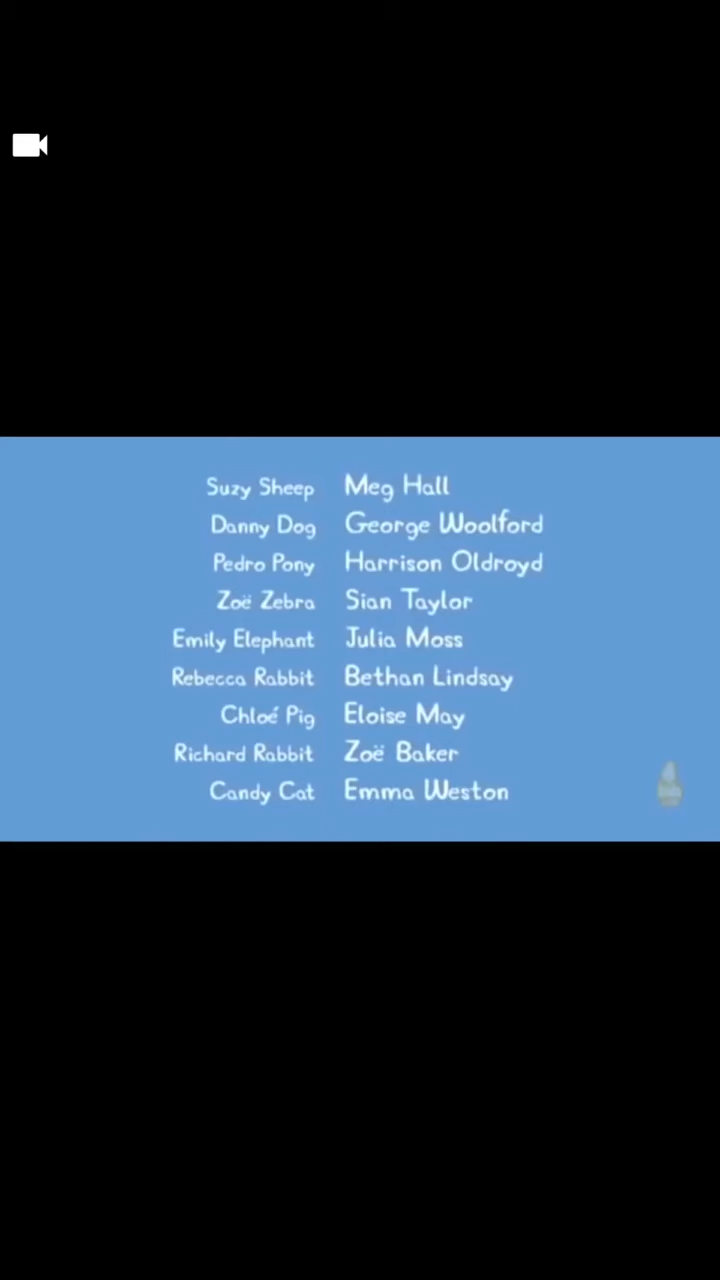 Suzy Sheep Meg Hall
Danny Dog George Woolford
Pedro Pony Harrison Oldroyd
Zoë Zebra Sian Taylor
Emily Elephant Julia Moss
Rebecca Rabbit Bethan Lindsay
Chloé Pig Eloise May
Richard Rabbit Zoë Baker
Candy Cat Emma Weston